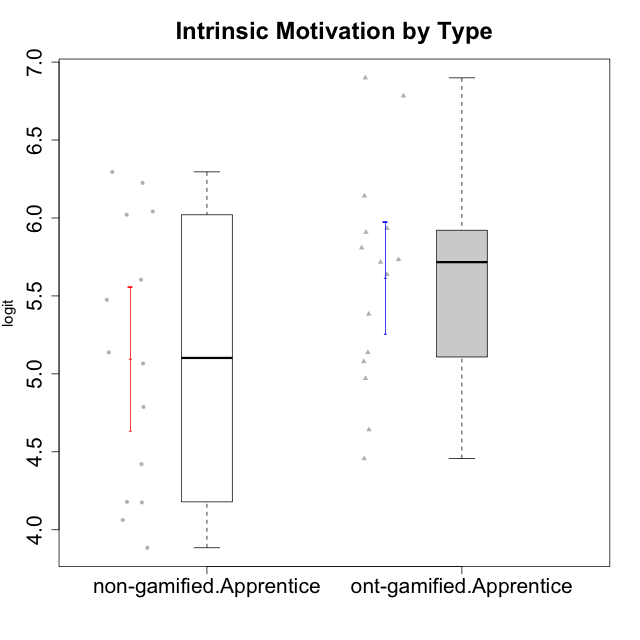 Intrinsic Motivation by Type
logit
7.0
6.5
6.0
5.5
5.0
4.5
4.0
non-gamified.Apprentice
ont-gamified.Apprentice